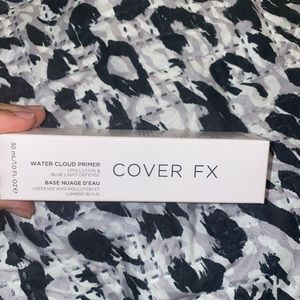 30 mL/1.0 FL OZ ℮
WATER CLOUD PRIMER
+POLLUTION &
BLUE LIGHT DEFENSE
BASE NUAGE D'EAU
+DÉFENSE ANTI-POLLUTION ET
LUMIÈRE BLEUE
COVER FX